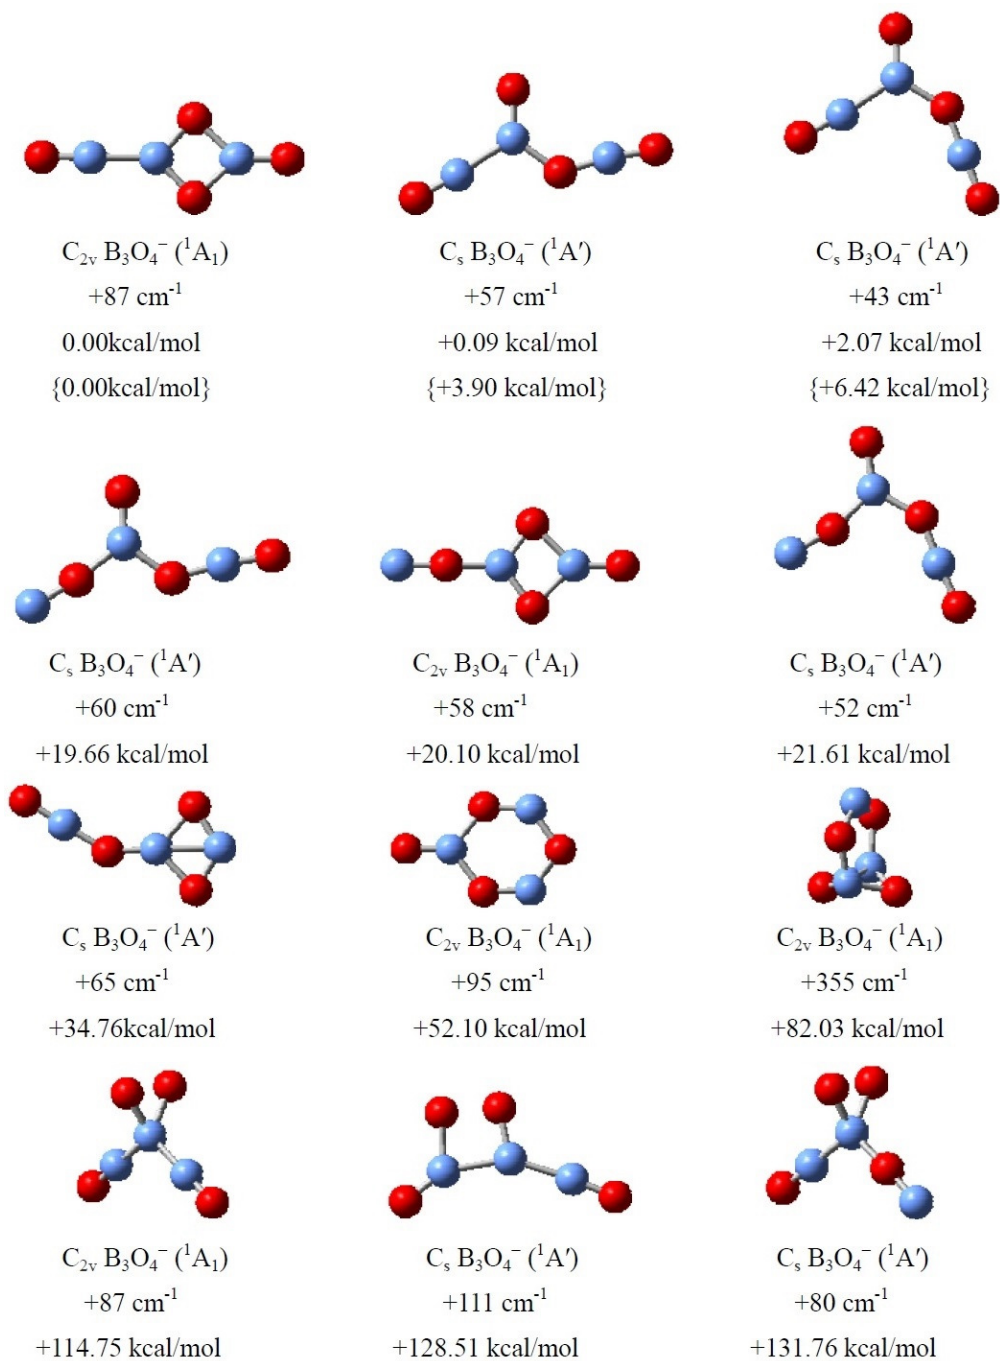 C₂ᵥ B₃O₄⁻ (¹A₁)
+87 cm⁻¹
0.00kcal/mol
{0.00kcal/mol}
Cₛ B₃O₄⁻ (¹A′)
+57 cm⁻¹
+0.09 kcal/mol
{+3.90 kcal/mol}
Cₛ B₃O₄⁻ (¹A′)
+43 cm⁻¹
+2.07 kcal/mol
{+6.42 kcal/mol}
Cₛ B₃O₄⁻ (¹A′)
+60 cm⁻¹
+19.66 kcal/mol
C₂ᵥ B₃O₄⁻ (¹A₁)
+58 cm⁻¹
+20.10 kcal/mol
Cₛ B₃O₄⁻ (¹A′)
+52 cm⁻¹
+21.61 kcal/mol
Cₛ B₃O₄⁻ (¹A′)
+65 cm⁻¹
+34.76kcal/mol
C₂ᵥ B₃O₄⁻ (¹A₁)
+95 cm⁻¹
+52.10 kcal/mol
C₂ᵥ B₃O₄⁻ (¹A₁)
+355 cm⁻¹
+82.03 kcal/mol
C₂ᵥ B₃O₄⁻ (¹A₁)
+87 cm⁻¹
+114.75 kcal/mol
Cₛ B₃O₄⁻ (¹A′)
+111 cm⁻¹
+128.51 kcal/mol
Cₛ B₃O₄⁻ (¹A′)
+80 cm⁻¹
+131.76 kcal/mol